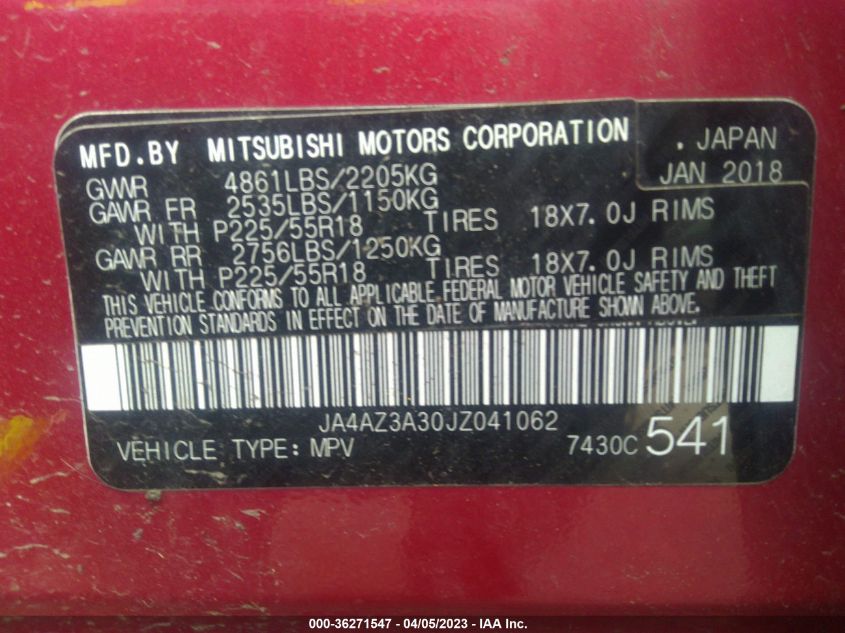 MFD.BY MITSUBISHI MOTORS CORPORATION . JAPAN
GVWR 4861LBS/2205KG JAN 2018
GAWR FR 2535LBS/1150KG
WITH P225/55R18 TIRES 18X7.0J RIMS
GAWR RR 2756LBS/1250KG
WITH P225/55R18 TIRES 18X7.0J RIMS
THIS VEHICLE CONFORMS TO ALL APPLICABLE FEDERAL MOTOR VEHICLE SAFETY AND THEFT
PREVENTION STANDARDS IN EFFECT ON THE DATE OF MANUFACTURE SHOWN ABOVE.
JA4AZ3A30JZ041062
VEHICLE TYPE: MPV 7430C 541
000-36271547 - 04/05/2023 - IAA Inc.